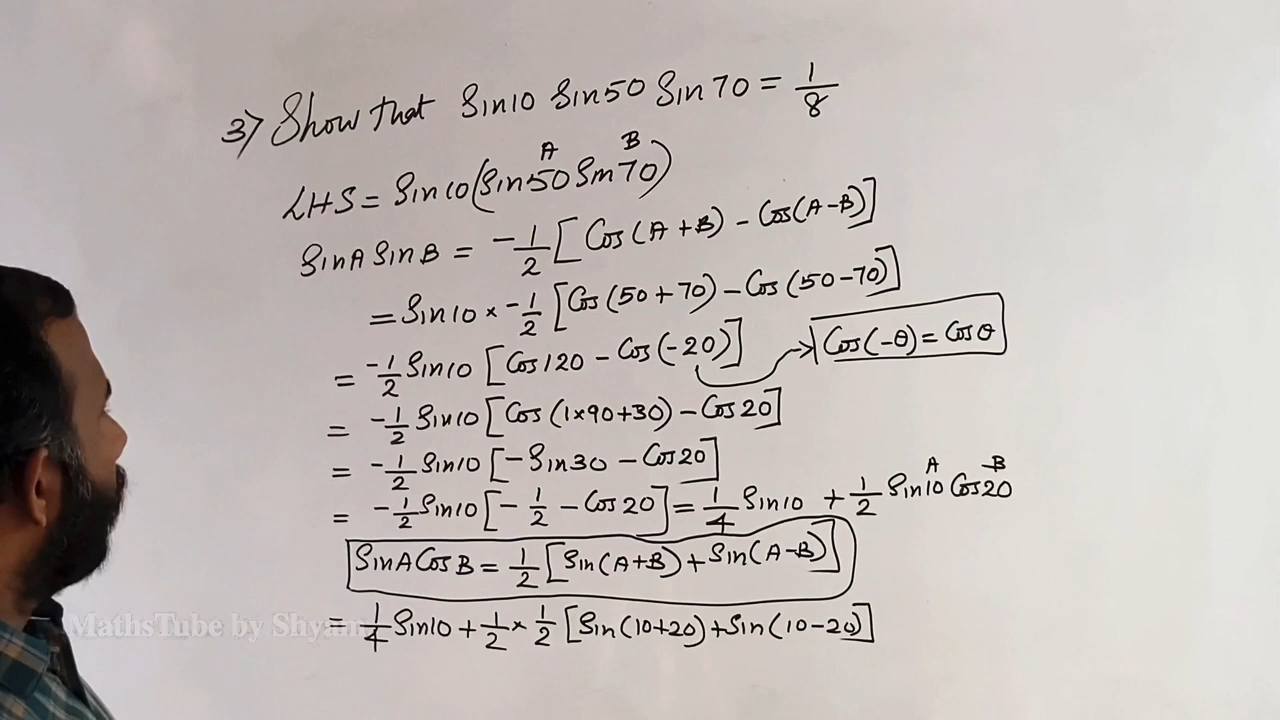 3) Show that Sin10 Sin50 Sin70 = 1/8
A B
LHS = Sin10(Sin50 Sin70)
SinA SinB = -1/2 [Cos(A+B) - Cos(A-B)]
= Sin10 × -1/2 [Cos(50+70) - Cos(50-70)]
= -1/2 Sin10 [Cos120 - Cos(-20)] → Cos(-θ) = Cosθ
= -1/2 Sin10 [Cos(1×90+30) - Cos20]
= -1/2 Sin10 [-Sin30 - Cos20]
A B
= -1/2 Sin10 [-1/2 - Cos20] = 1/4 Sin10 + 1/2 Sin10 Cos20
SinA CosB = 1/2 [Sin(A+B) + Sin(A-B)]
= 1/4 Sin10 + 1/2 × 1/2 [Sin(10+20) + Sin(10-20)]
MathsTube by Shyam